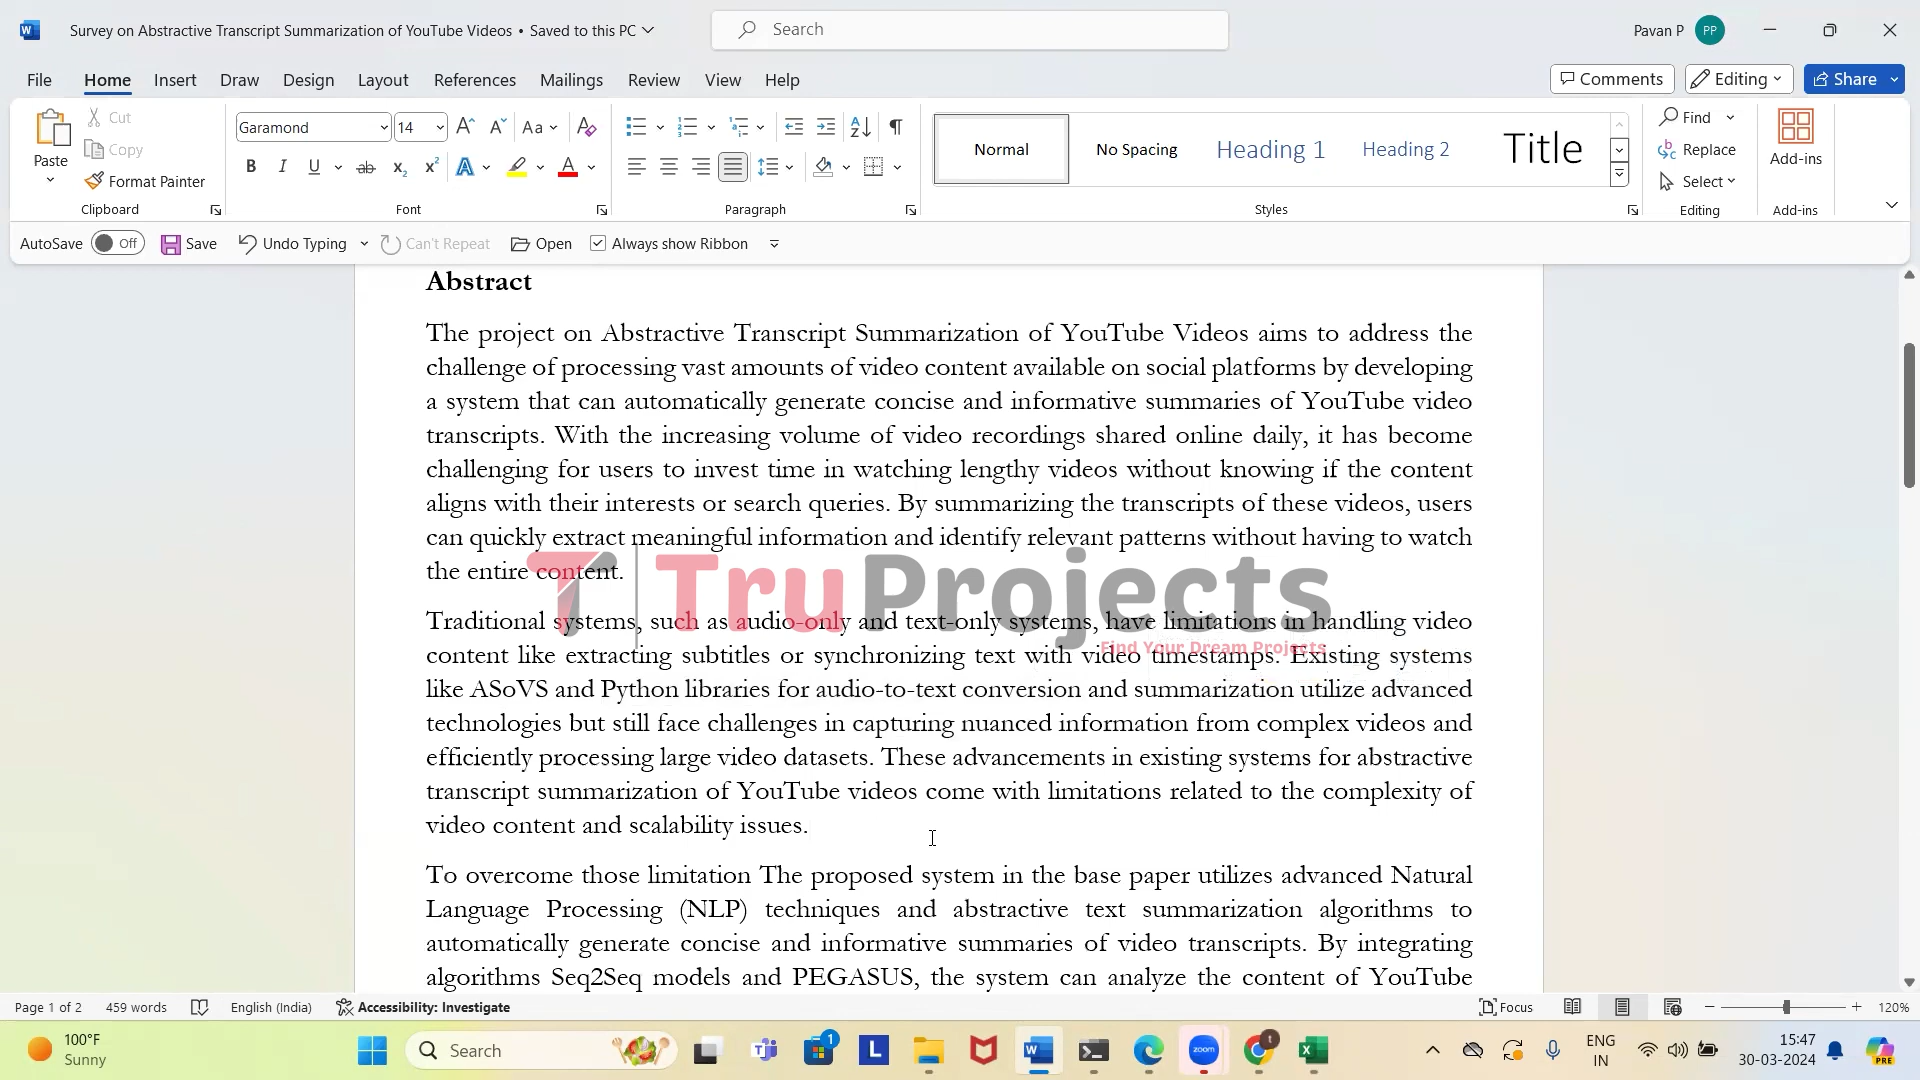 Survey on Abstractive Transcript Summarization of YouTube Videos • Saved to this PC
Search
Pavan P
PP
File
Home
Insert
Draw
Design
Layout
References
Mailings
Review
View
Help
Comments
Editing
Share
Paste
Cut
Copy
Format Painter
Clipboard
Garamond
14
Font
Paragraph
Normal
No Spacing
Heading 1
Heading 2
Title
Styles
Find
Replace
Select
Editing
Add-ins
Add-ins
AutoSave
Off
Save
Undo Typing
Can't Repeat
Open
Always show Ribbon
Abstract
The project on Abstractive Transcript Summarization of YouTube Videos aims to address the
challenge of processing vast amounts of video content available on social platforms by developing
a system that can automatically generate concise and informative summaries of YouTube video
transcripts. With the increasing volume of video recordings shared online daily, it has become
challenging for users to invest time in watching lengthy videos without knowing if the content
aligns with their interests or search queries. By summarizing the transcripts of these videos, users
can quickly extract meaningful information and identify relevant patterns without having to watch
the entire content.
TruProjects
Find Your Dream Projects
Traditional systems, such as audio-only and text-only systems, have limitations in handling video
content like extracting subtitles or synchronizing text with video timestamps. Existing systems
like ASoVS and Python libraries for audio-to-text conversion and summarization utilize advanced
technologies but still face challenges in capturing nuanced information from complex videos and
efficiently processing large video datasets. These advancements in existing systems for abstractive
transcript summarization of YouTube videos come with limitations related to the complexity of
video content and scalability issues.
To overcome those limitation The proposed system in the base paper utilizes advanced Natural
Language Processing (NLP) techniques and abstractive text summarization algorithms to
automatically generate concise and informative summaries of video transcripts. By integrating
algorithms Seq2Seq models and PEGASUS, the system can analyze the content of YouTube
Page 1 of 2
459 words
English (India)
Accessibility: Investigate
Focus
120%
100°F
Sunny
Search
1
zoom
t
ENG
IN
15:47
30-03-2024
PRE